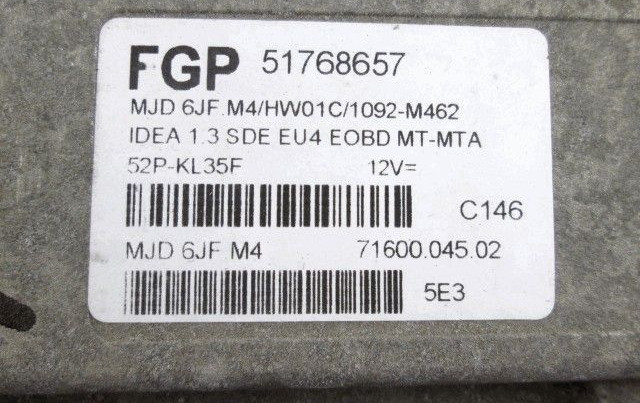 FGP 51768657
MJD 6JF.M4/HW01C/1092-M462
IDEA 1.3 SDE EU4 EOBD MT-MTA
52P-KL35F 12V=
C146
MJD 6JF M4 71600.045.02
5E3